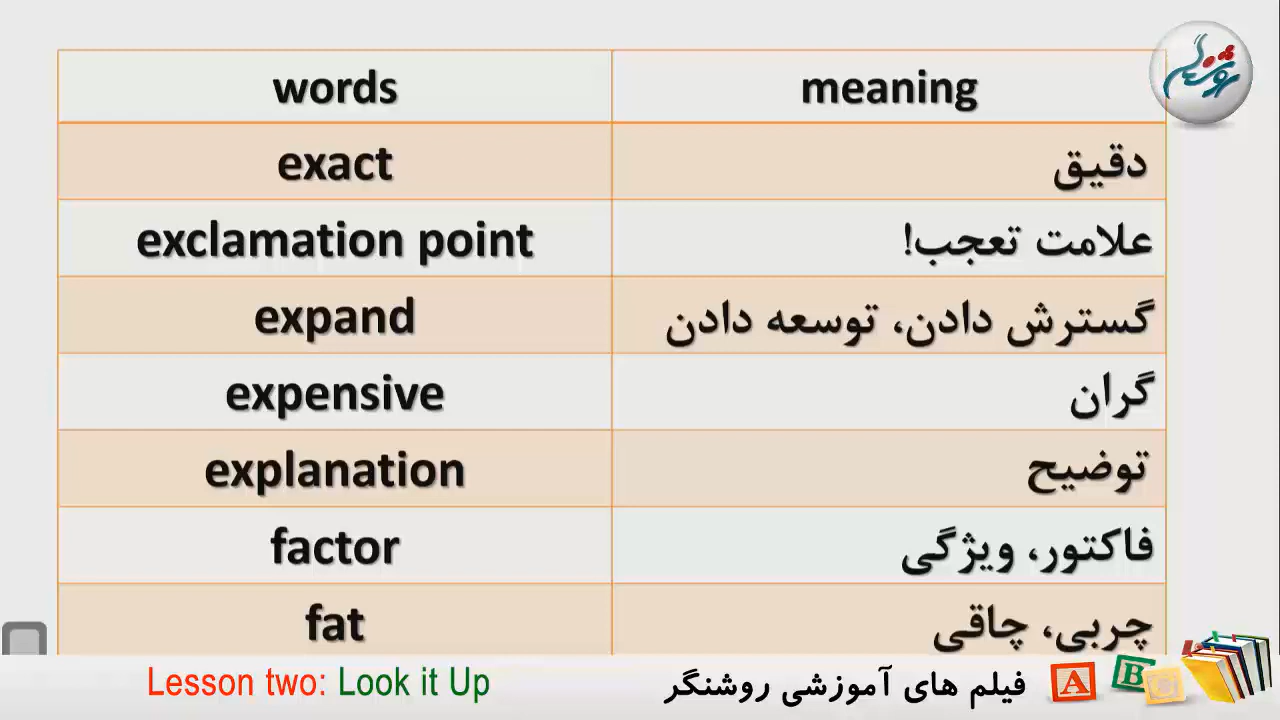 words meaning
exact دقیق
exclamation point علامت تعجب!
expand گسترش دادن، توسعه دادن
expensive گران
explanation توضیح
factor فاکتور، ویژگی
fat چربی، چاقی
Lesson two: Look it Up فیلم های آموزشی روشنگر A B C
روشنگر